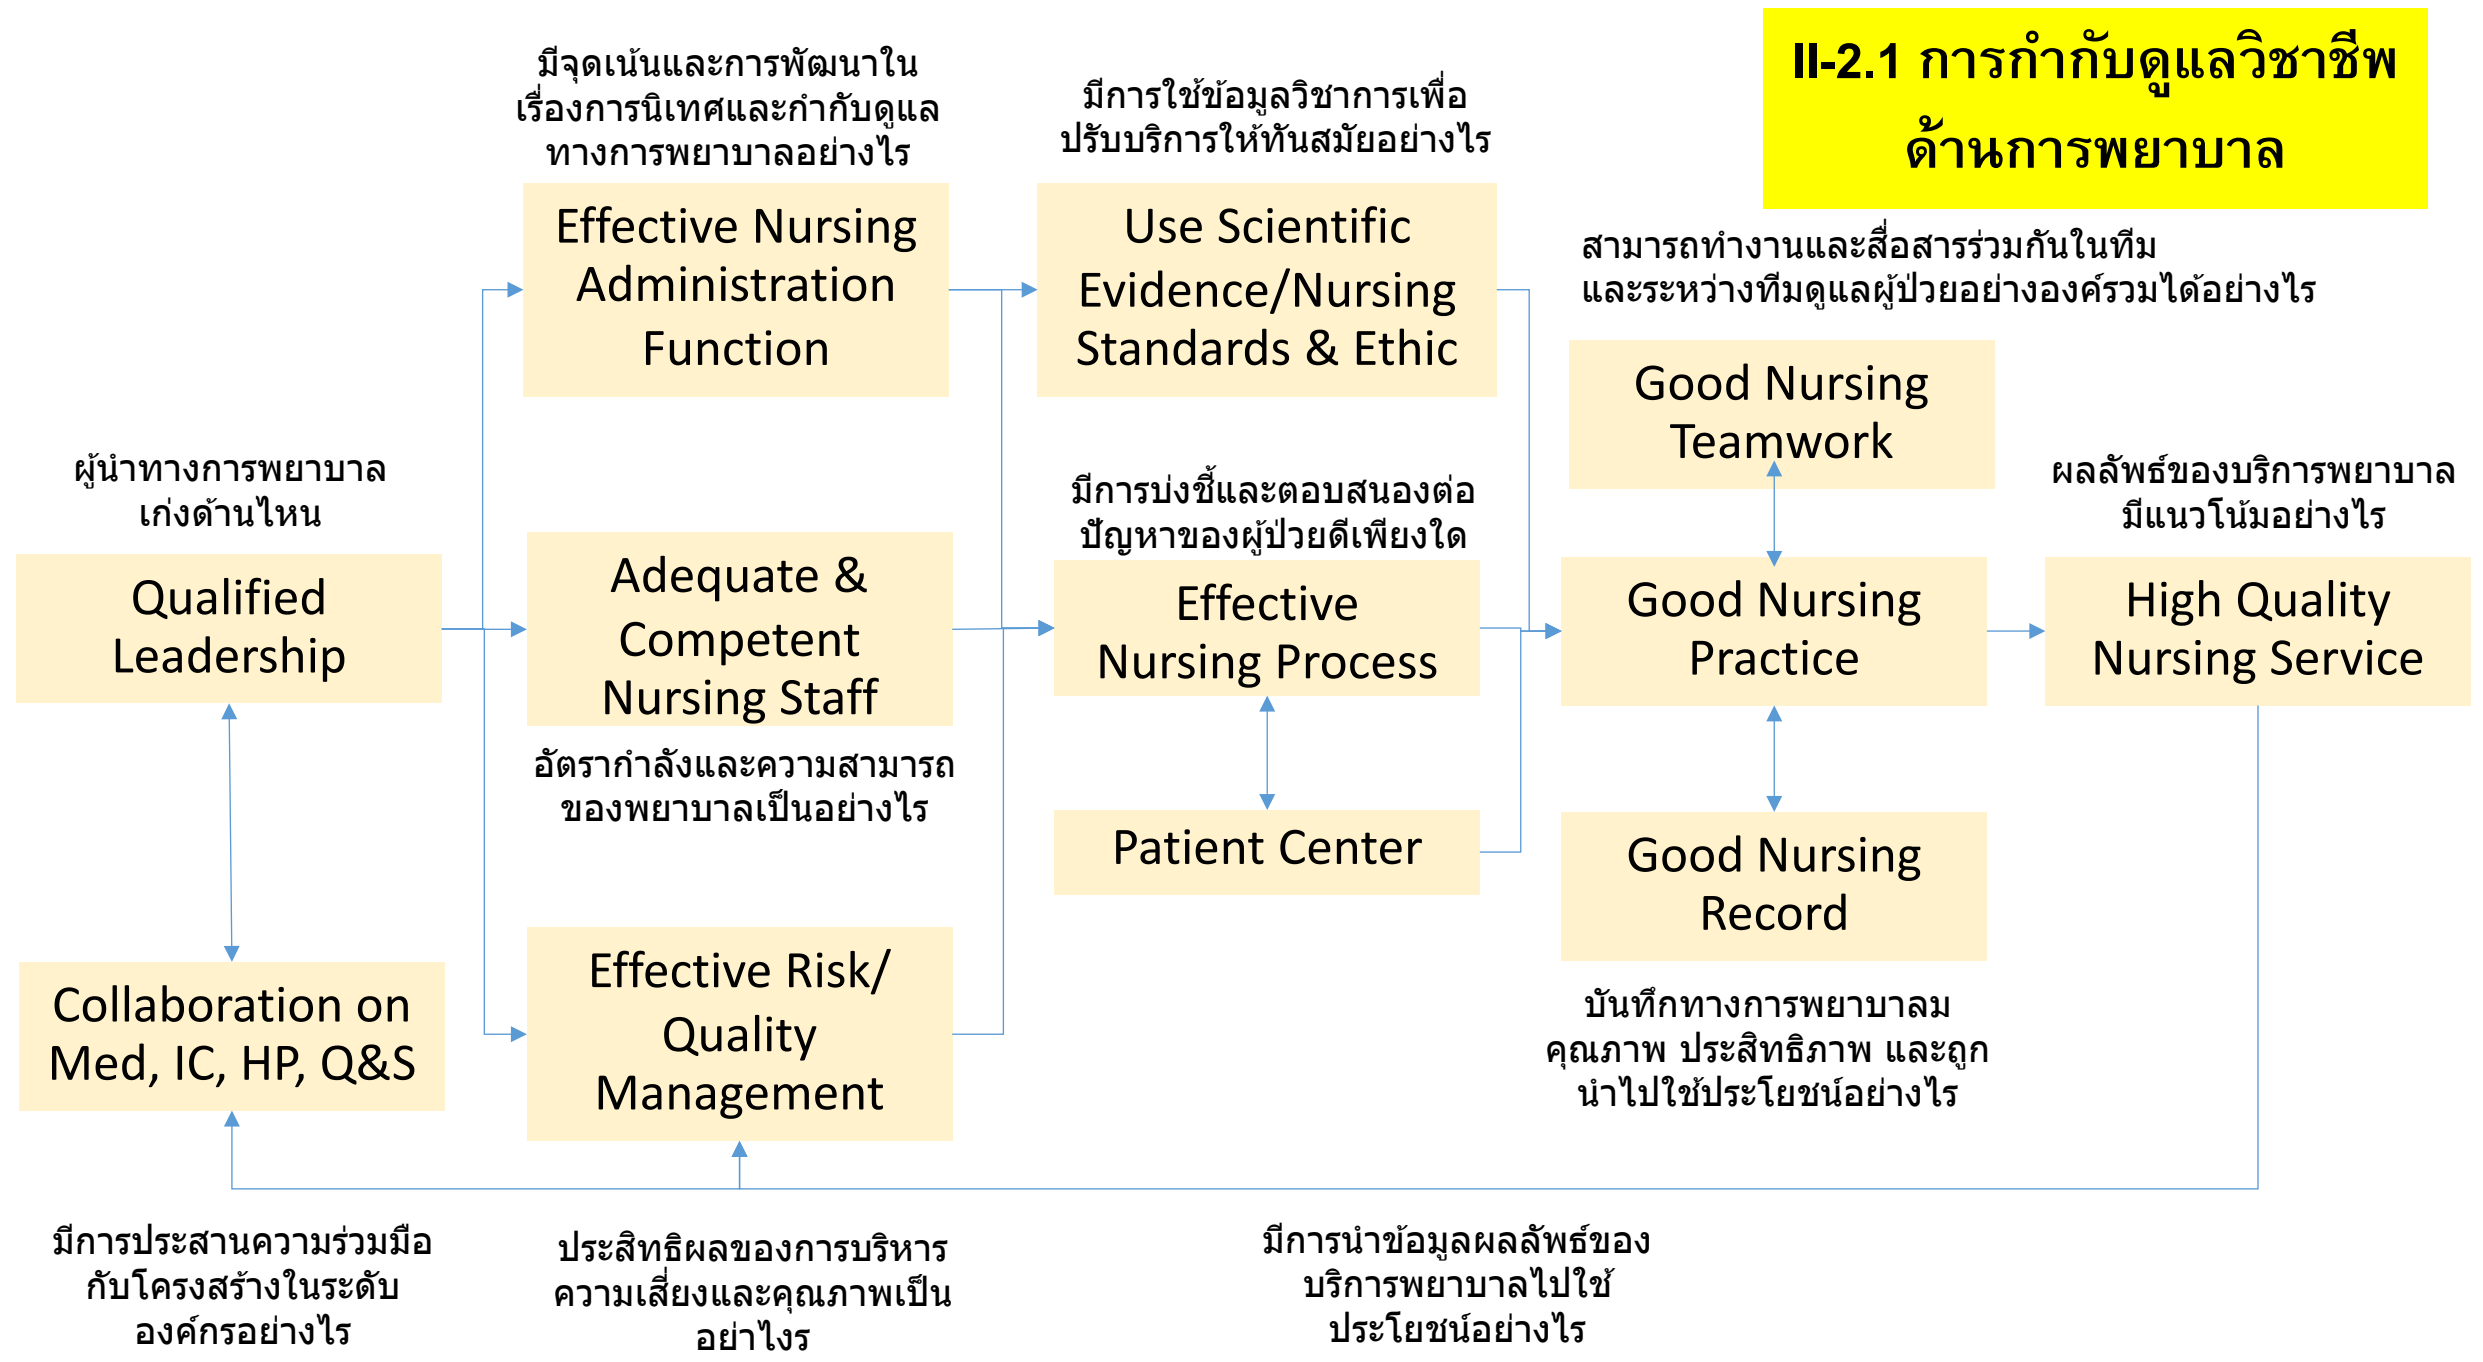 II-2.1 การกำกับดูแลวิชาชีพ
ด้านการพยาบาล
มีจุดเน้นและการพัฒนาใน
เรื่องการนิเทศและกำกับดูแล
ทางการพยาบาลอย่างไร
Effective Nursing
Administration
Function
มีการใช้ข้อมูลวิชาการเพื่อ
ปรับบริการให้ทันสมัยอย่างไร
Use Scientific
Evidence/Nursing
Standards & Ethic
สามารถทำงานและสื่อสารร่วมกันในทีม
และระหว่างทีมดูแลผู้ป่วยอย่างองค์รวมได้อย่างไร
Good Nursing
Teamwork
ผู้นำทางการพยาบาล
เก่งด้านไหน
Qualified
Leadership
Adequate &
Competent
Nursing Staff
อัตรากำลังและความสามารถ
ของพยาบาลเป็นอย่างไร
มีการบ่งชี้และตอบสนองต่อ
ปัญหาของผู้ป่วยดีเพียงใด
Effective
Nursing Process
Good Nursing
Practice
ผลลัพธ์ของบริการพยาบาล
มีแนวโน้มอย่างไร
High Quality
Nursing Service
Patient Center
Good Nursing
Record
บันทึกทางการพยาบาลม
คุณภาพ ประสิทธิภาพ และถูก
นำไปใช้ประโยชน์อย่างไร
Collaboration on
Med, IC, HP, Q&S
Effective Risk/
Quality
Management
มีการประสานความร่วมมือ
กับโครงสร้างในระดับ
องค์กรอย่างไร
ประสิทธิผลของการบริหาร
ความเสี่ยงและคุณภาพเป็น
อย่าไงร
มีการนำข้อมูลผลลัพธ์ของ
บริการพยาบาลไปใช้
ประโยชน์อย่างไร